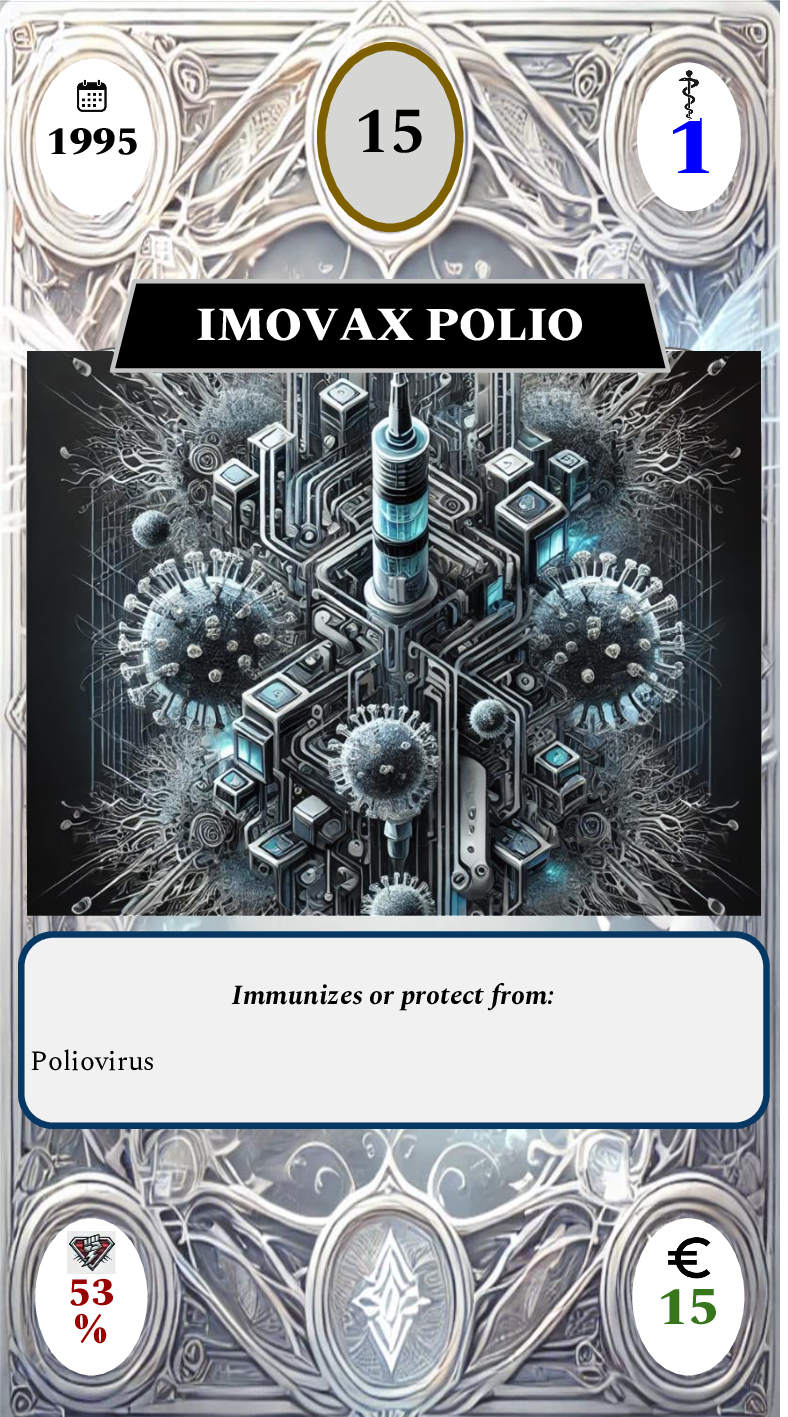 1995
15
1
IMOVAX POLIO
Immunizes or protect from:
Poliovirus
53
%
€
15